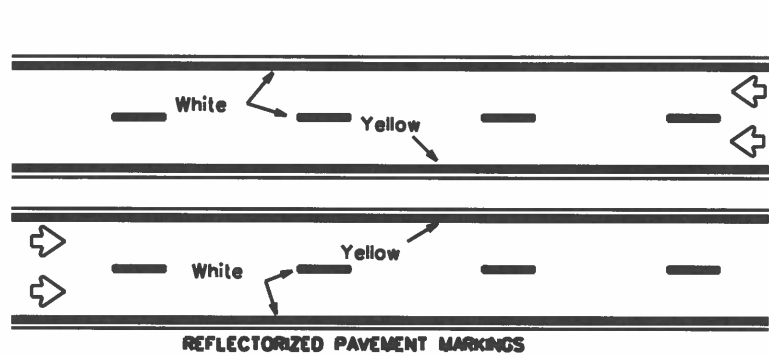 White
Yellow
Yellow
White
REFLECTORIZED PAVEMENT MARKINGS